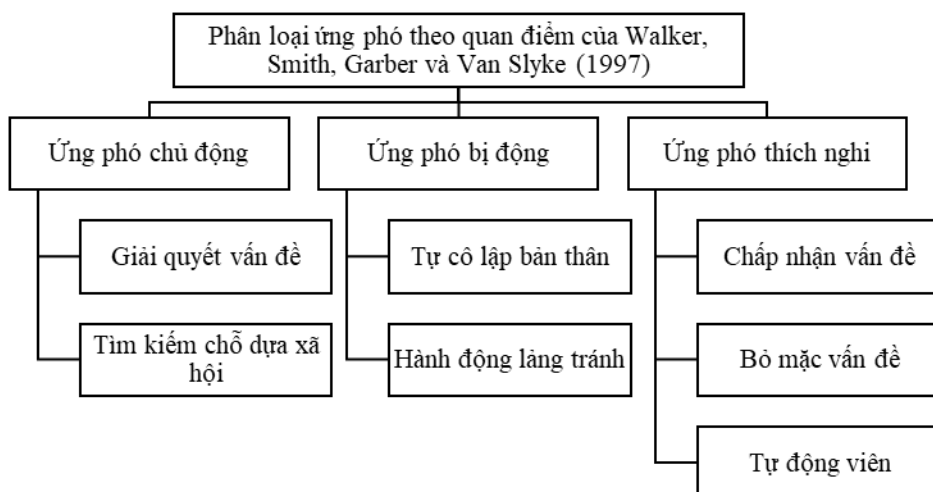 Phân loại ứng phó theo quan điểm của Walker,
Smith, Garber và Van Slyke (1997)
Ứng phó chủ động
Giải quyết vấn đề
Tìm kiếm chỗ dựa xã
hội
Ứng phó bị động
Tự cô lập bản thân
Hành động lảng tránh
Ứng phó thích nghi
Chấp nhận vấn đề
Bỏ mặc vấn đề
Tự động viên